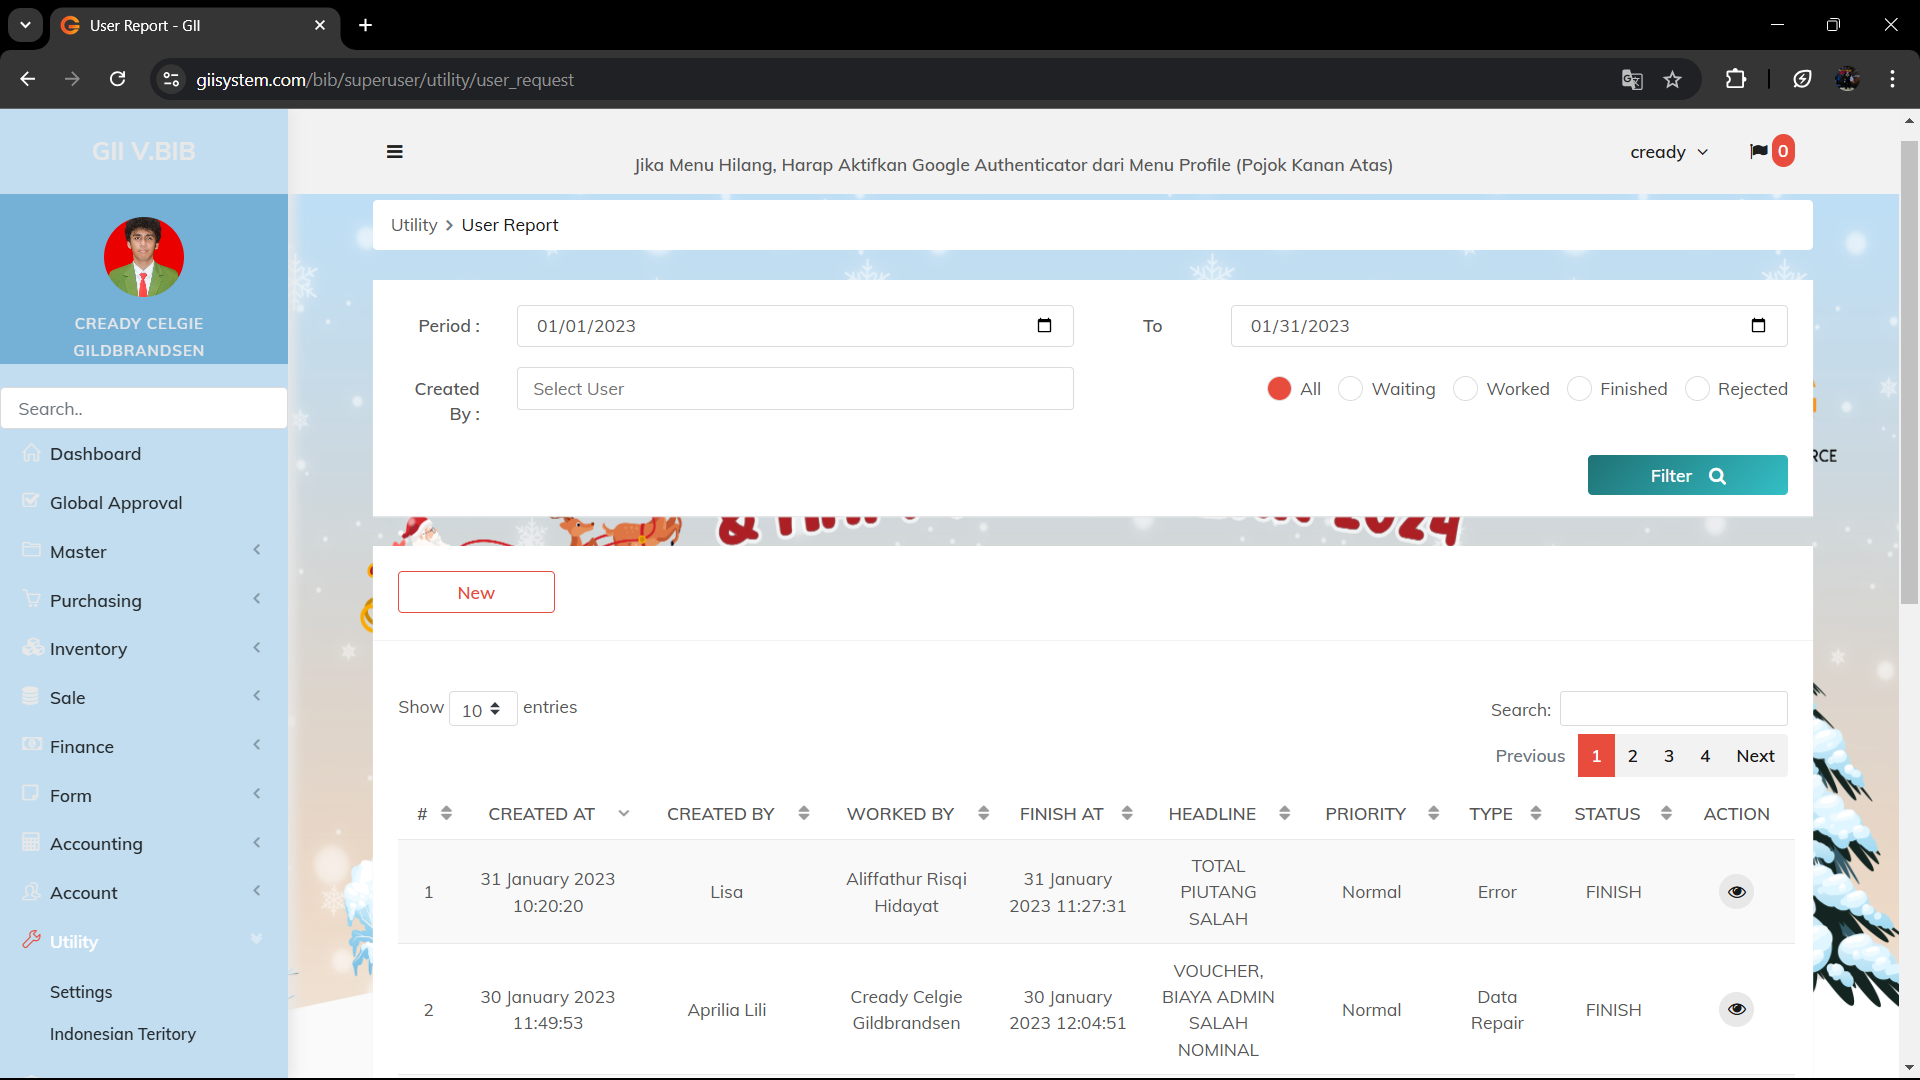 User Report - GII
giisystem.com/bib/superuser/utility/user_request
GII V.BIB
Jika Menu Hilang, Harap Aktifkan Google Authenticator dari Menu Profile (Pojok Kanan Atas)
cready
0
CREADY CELGIE
GILDBRANDSEN
Search..
Dashboard
Global Approval
Master
Purchasing
Inventory
Sale
Finance
Form
Accounting
Account
Utility
Settings
Indonesian Teritory
Utility > User Report
Period :
01/01/2023
To
01/31/2023
Created
By :
Select User
All
Waiting
Worked
Finished
Rejected
Filter
RCE
2024
New
Show 10 entries
Search:
Previous 1 2 3 4 Next
# CREATED AT CREATED BY WORKED BY FINISH AT HEADLINE PRIORITY TYPE STATUS ACTION
1
31 January 2023
10:20:20
Lisa
Aliffathur Risqi
Hidayat
31 January
2023 11:27:31
TOTAL
PIUTANG
SALAH
Normal
Error
FINISH
2
30 January 2023
11:49:53
Aprilia Lili
Cready Celgie
Gildbrandsen
30 January
2023 12:04:51
VOUCHER,
BIAYA ADMIN
SALAH
NOMINAL
Normal
Data
Repair
FINISH